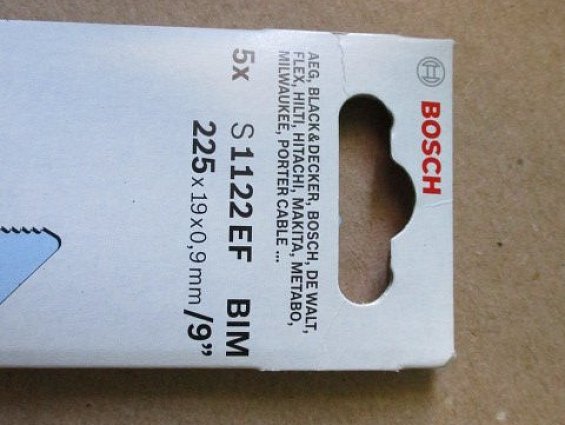 BOSCH
AEG, BLACK&DECKER, BOSCH, DE WALT,
FLEX, HILTI, HITACHI, MAKITA, METABO,
MILWAUKEE, PORTER CABLE ...
5x S 1122 EF BIM
225 x 19 x 0,9 mm /9”